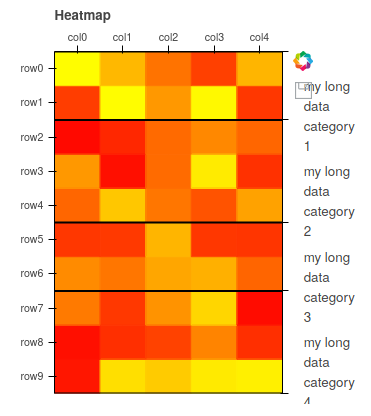 Heatmap
col0 col1 col2 col3 col4
row0
row1
row2
row3
row4
row5
row6
row7
row8
row9
my long
data
category
1
my long
data
category
2
my long
data
category
3
my long
data
category
4